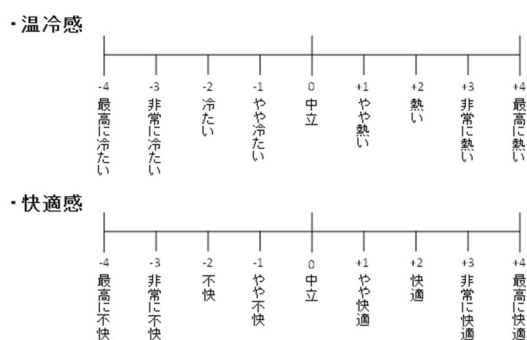 ・温冷感
-4 -3 -2 -1 0 +1 +2 +3 +4
最高に冷たい
非常に冷たい
冷たい
やや冷たい
中立
やや熱い
熱い
非常に熱い
最高に熱い
・快適感
-4 -3 -2 -1 0 +1 +2 +3 +4
最高に不快
非常に不快
不快
やや不快
中立
やや快適
快適
非常に快適
最高に快適